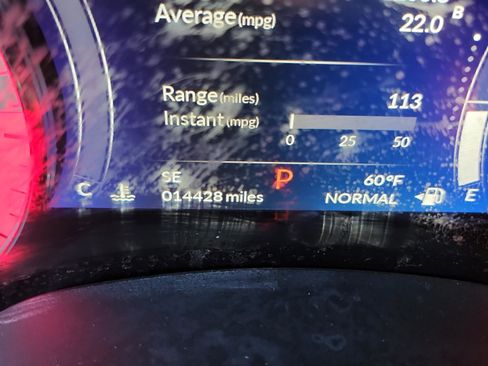 B
Average (mpg) 22.0
Range (miles) 113
Instant (mpg)
0 25 50
SE P 60°F
C 014428 miles NORMAL E